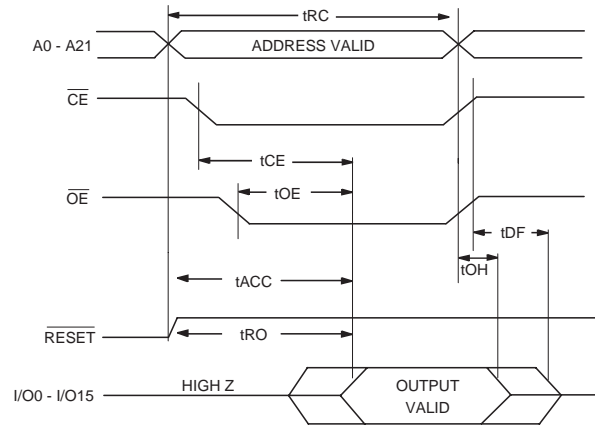 tRC
A0 - A21
ADDRESS VALID
CE
tCE
tOE
OE
tDF
tOH
tACC
RESET
tRO
HIGH Z
I/O0 - I/O15
OUTPUT
VALID